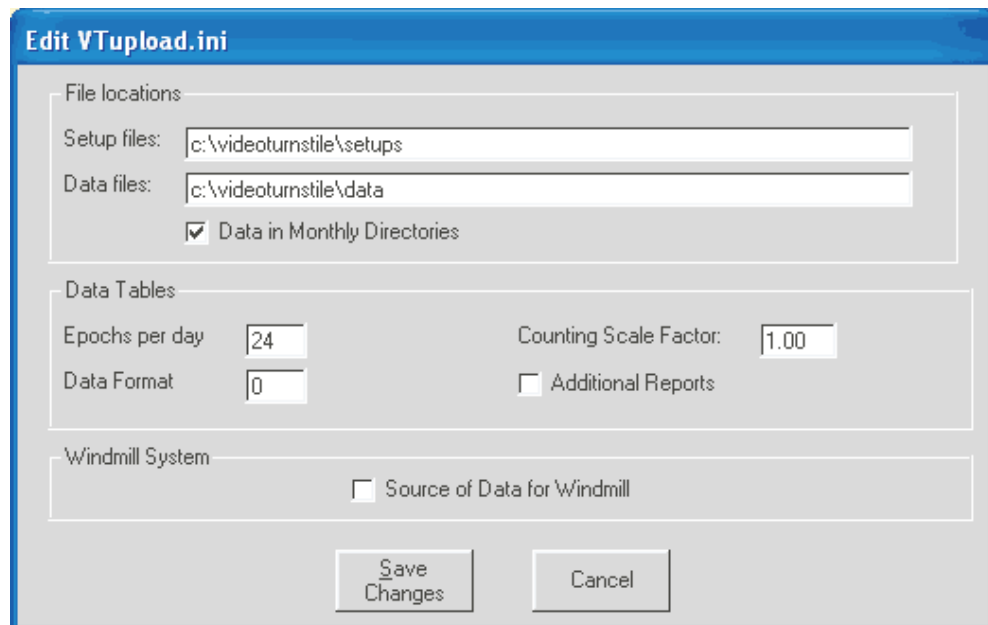 Edit VTupload.ini
File locations
Setup files: c:\videoturnstile\setups
Data files: c:\videoturnstile\data
Data in Monthly Directories
Data Tables
Epochs per day 24 Counting Scale Factor: 1.00
Data Format 0 Additional Reports
Windmill System
Source of Data for Windmill
Save
Changes
Cancel